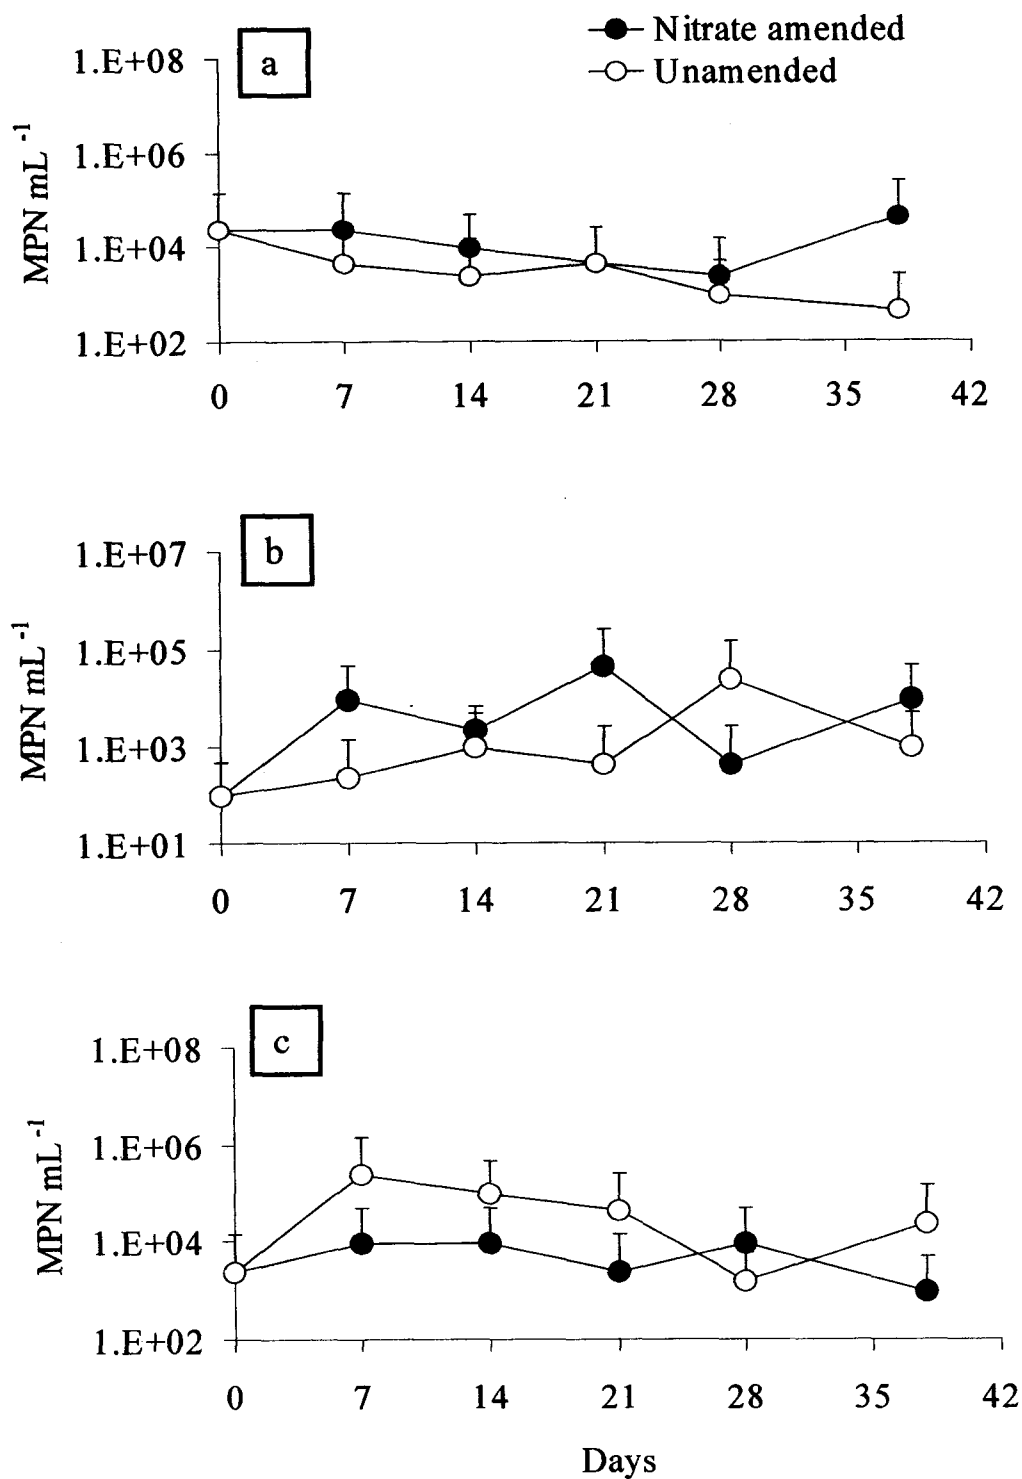 Nitrate amended
Unamended
a
1.E+08
1.E+06
1.E+04
1.E+02
MPN mL -1
0 7 14 21 28 35 42
b
1.E+07
1.E+05
1.E+03
1.E+01
MPN mL -1
0 7 14 21 28 35 42
c
1.E+08
1.E+06
1.E+04
1.E+02
MPN mL -1
0 7 14 21 28 35 42
Days